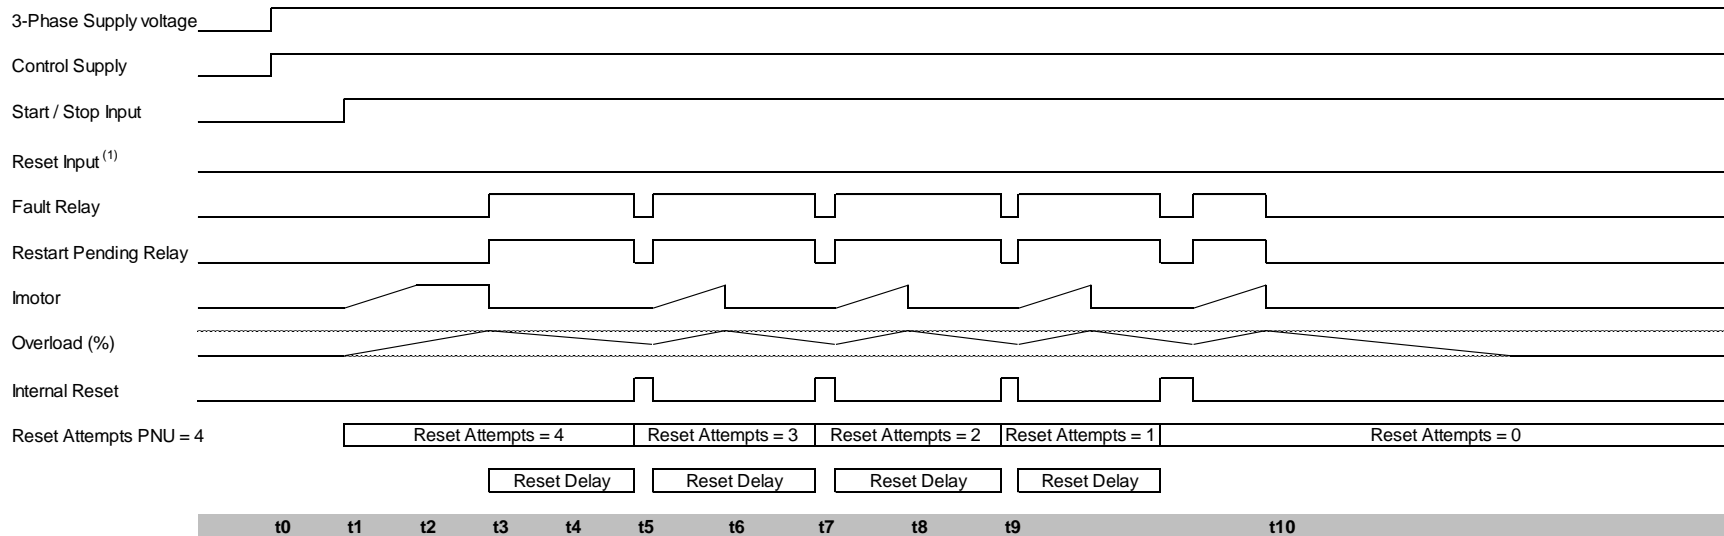 3-Phase Supply voltage
Control Supply
Start / Stop Input
Reset Input (1)
Fault Relay
Restart Pending Relay
Imotor
Overload (%)
Internal Reset
Reset Attempts PNU = 4 Reset Attempts = 4 Reset Attempts = 3 Reset Attempts = 2 Reset Attempts = 1 Reset Attempts = 0
Reset Delay Reset Delay Reset Delay Reset Delay
t0 t1 t2 t3 t4 t5 t6 t7 t8 t9 t10